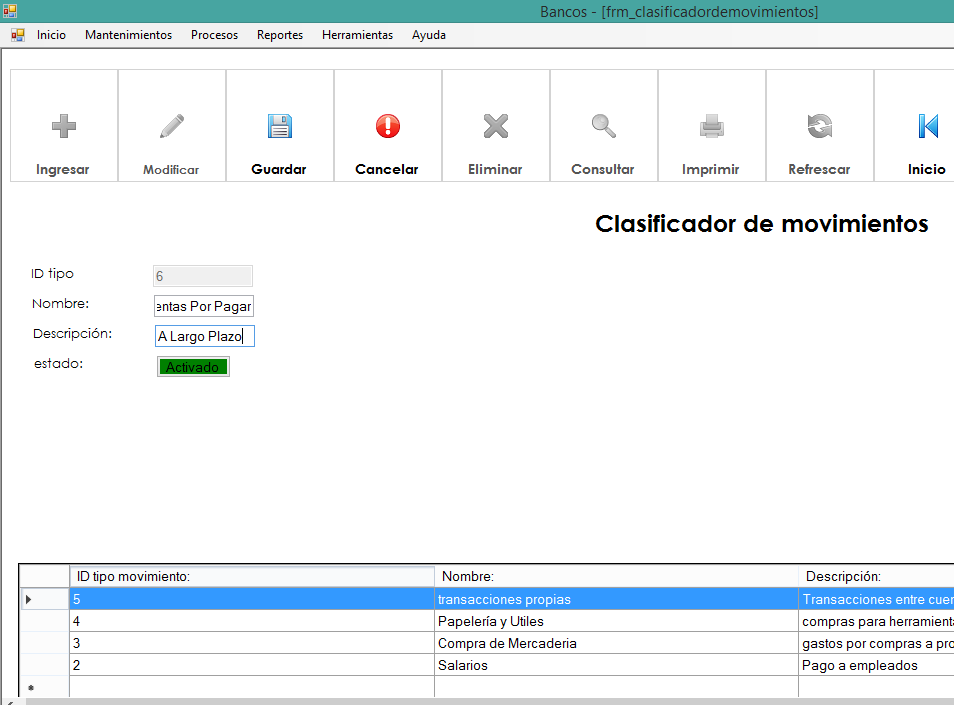 Bancos - [frm_clasificadordemovimientos]
Inicio Mantenimientos Procesos Reportes Herramientas Ayuda
Ingresar Modificar Guardar Cancelar Eliminar Consultar Imprimir Refrescar Inicio
Clasificador de movimientos
ID tipo 6
Nombre: entas Por Pagar
Descripción: A Largo Plazo
estado: Activado
ID tipo movimiento: Nombre: Descripción:
5 transacciones propias Transacciones entre cuen
4 Papelería y Utiles compras para herramienta
3 Compra de Mercaderia gastos por compras a pro
2 Salarios Pago a empleados